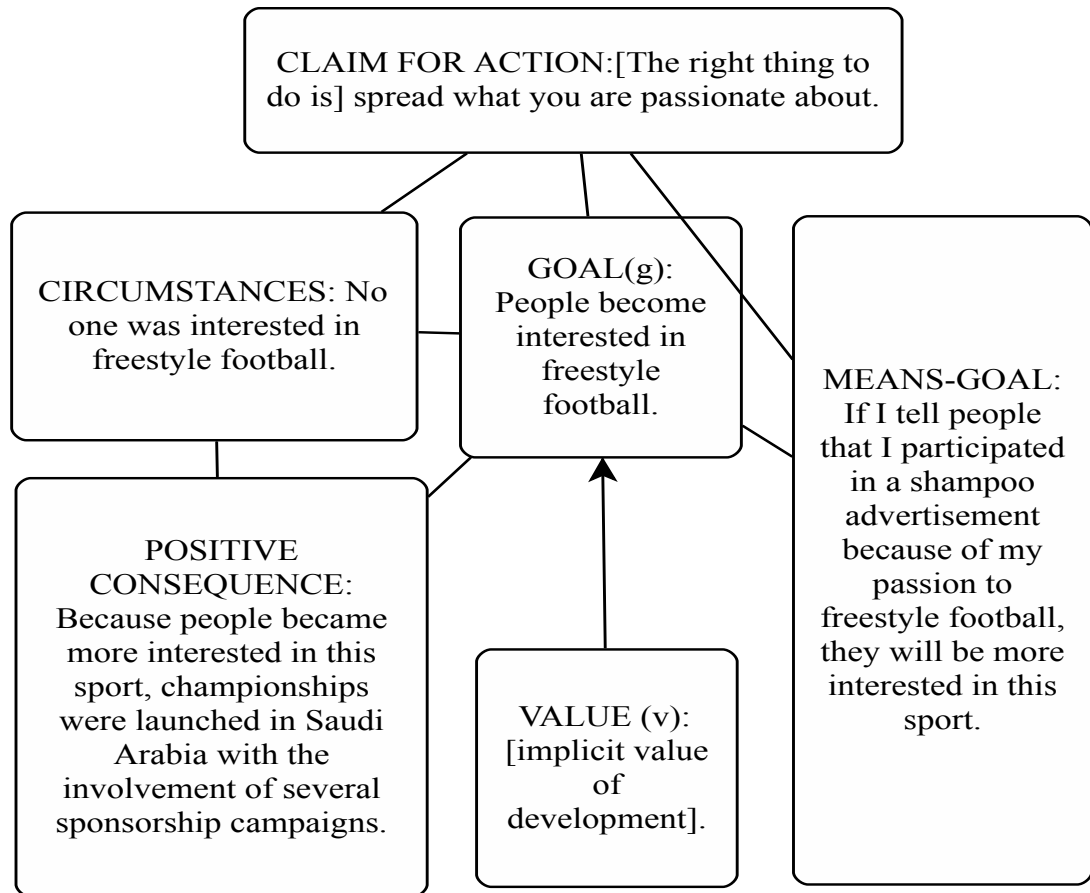 CLAIM FOR ACTION:[The right thing to
do is] spread what you are passionate about.
CIRCUMSTANCES: No
one was interested in
freestyle football.
GOAL(g):
People become
interested in
freestyle
football.
MEANS-GOAL:
If I tell people
that I participated
in a shampoo
advertisement
because of my
passion to
freestyle football,
they will be more
interested in this
sport.
POSITIVE
CONSEQUENCE:
Because people became
more interested in this
sport, championships
were launched in Saudi
Arabia with the
involvement of several
sponsorship campaigns.
VALUE (v):
[implicit value
of
development].